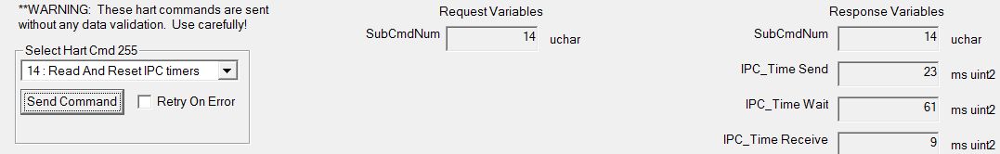 **WARNING:  These hart commands are sent
without any data validation.  Use carefully!
Select Hart Cmd 255
14 : Read And Reset IPC timers
Send Command
Retry On Error
Request Variables
SubCmdNum 14 uchar
Response Variables
SubCmdNum 14 uchar
IPC_Time Send 23 ms uint2
IPC_Time Wait 61 ms uint2
IPC_Time Receive 9 ms uint2